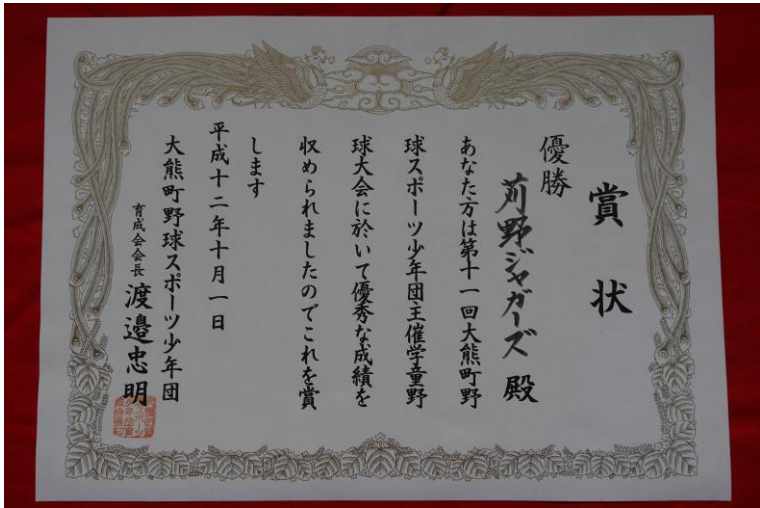 賞状
優勝
苅野ジャガーズ 殿
あなた方は第十一回大熊町野
球スポーツ少年団主催学童野
球大会に於いて優秀な成績を
収められましたのでこれを賞
します
平成十二年十月一日
大熊町野球スポーツ少年団
育成会会長 渡邉忠明